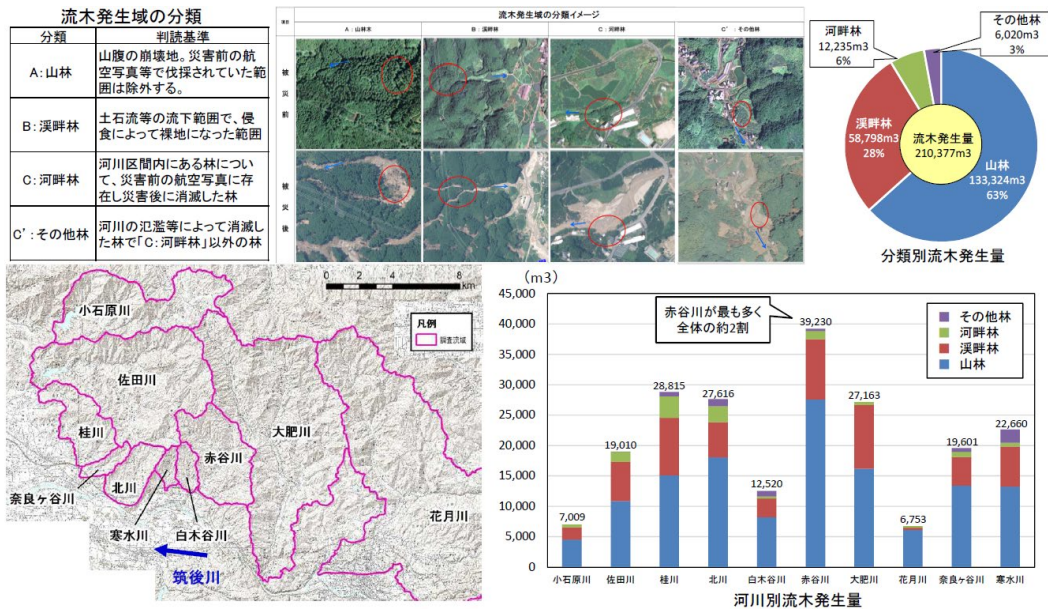 流木発生域の分類
分類
判読基準
A：山林
山腹の崩壊地。災害前の航
空写真等で伐採されていた範
囲は除外する。
B：渓畔林
土石流等の流下範囲で、侵
食によって裸地になった範囲
C：河畔林
河川区間内にある林につい
て、災害前の航空写真に存
在し災害後に消滅した林
C'：その他林
河川の氾濫等によって消滅し
た林で「C：河畔林」以外の林
流木発生域の分類イメージ
A：山林木
B：渓畔林
C：河畔林
C'：その他林
被
災
前
被
災
後
河畔林
12,235m3
6%
その他林
6,020m3
3%
渓畔林
58,798m3
28%
流木発生量
210,377m3
山林
133,324m3
63%
分類別流木発生量
0
2
4
8
km
凡例
調査流域
小石原川
佐田川
桂川
大肥川
赤谷川
北川
奈良ヶ谷川
花月川
寒水川
白木谷川
筑後川
（m3）
45,000
40,000
35,000
30,000
25,000
20,000
15,000
10,000
5,000
0
赤谷川が最も多く
全体の約2割
その他林
河畔林
渓畔林
山林
7,009
19,010
28,815
27,616
12,520
39,230
27,163
6,753
19,601
22,660
小石原川
佐田川
桂川
北川
白木谷川
赤谷川
大肥川
花月川
奈良ヶ谷川
寒水川
河川別流木発生量